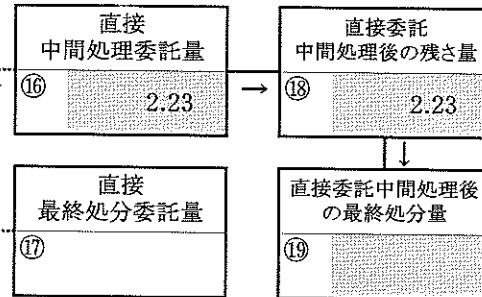 直接
中間処理委託量
⑯
2.23
→
直接委託
中間処理後の残さ量
⑱
2.23
↓
直接
最終処分委託量
⑰
直接委託中間処理後
の最終処分量
⑲